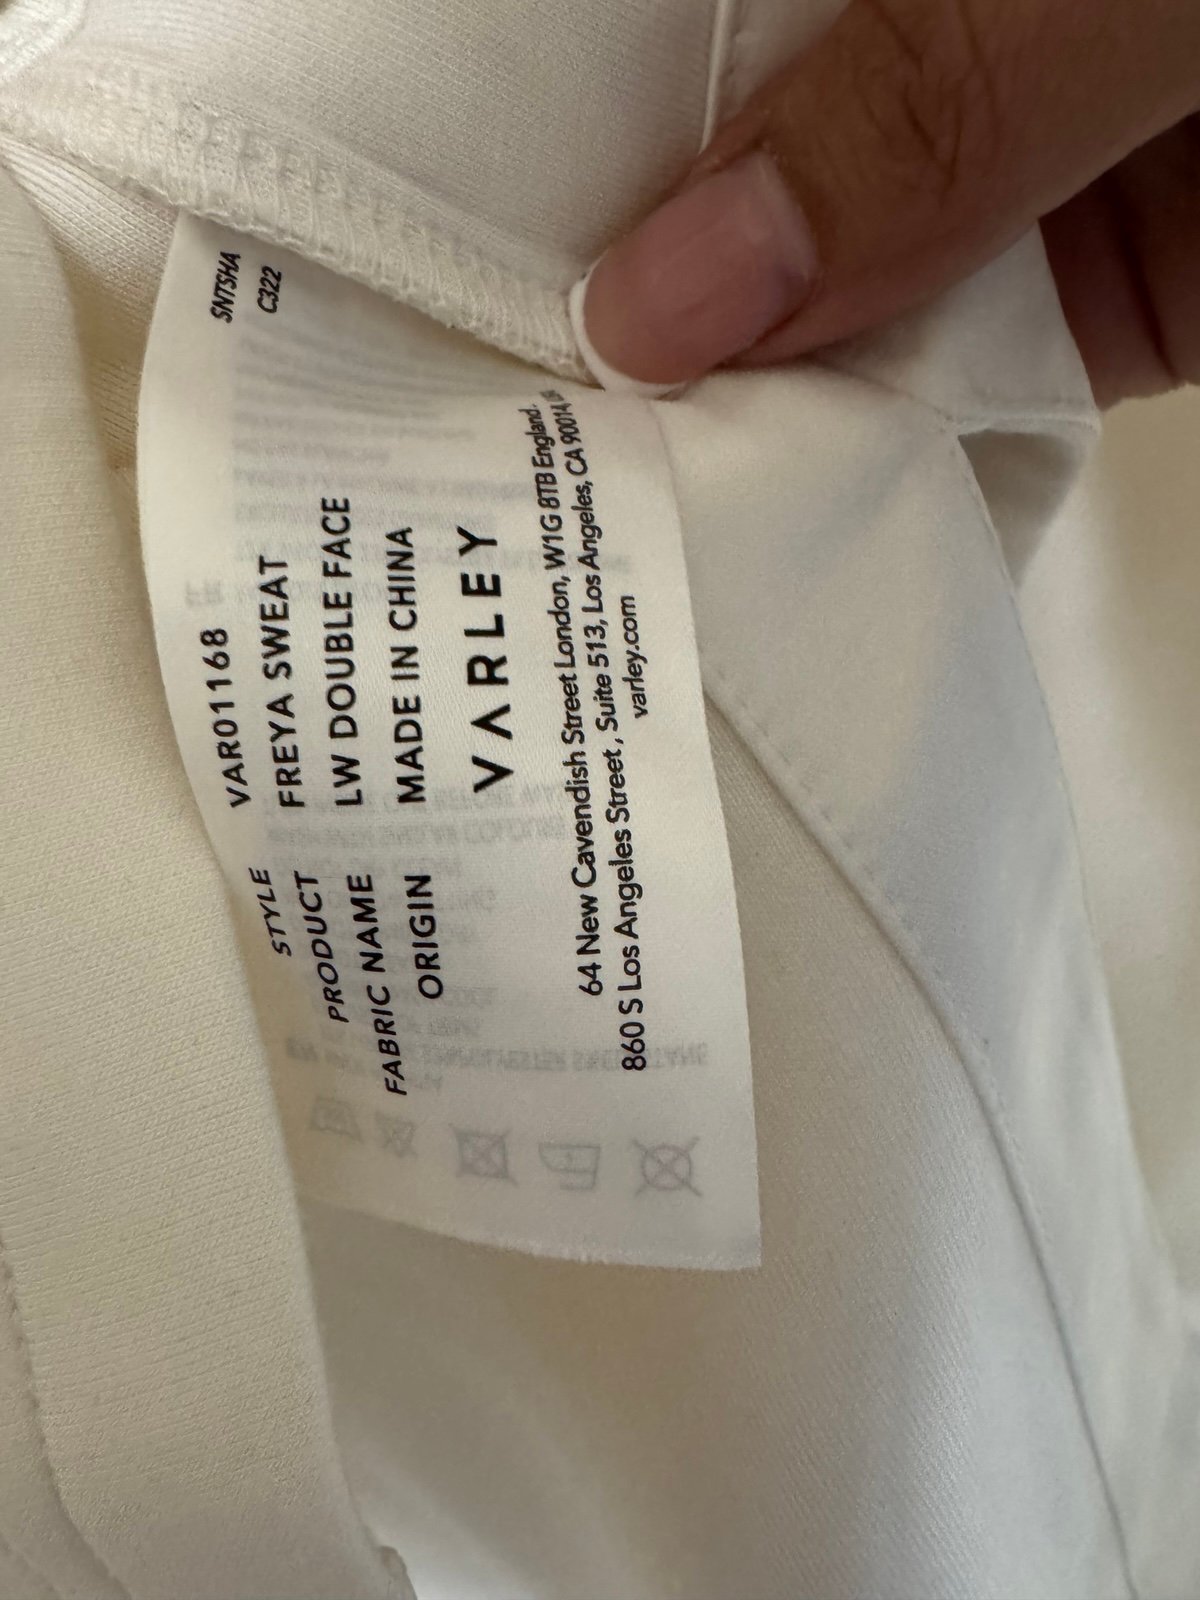 SNTSHA
C322
STYLE VAR01168
PRODUCT FREYA SWEAT
FABRIC NAME LW DOUBLE FACE
ORIGIN MADE IN CHINA
VARLEY
64 New Cavendish Street London, W1G 8TB England.
860 S Los Angeles Street, Suite 513, Los Angeles, CA 90014
varley.com